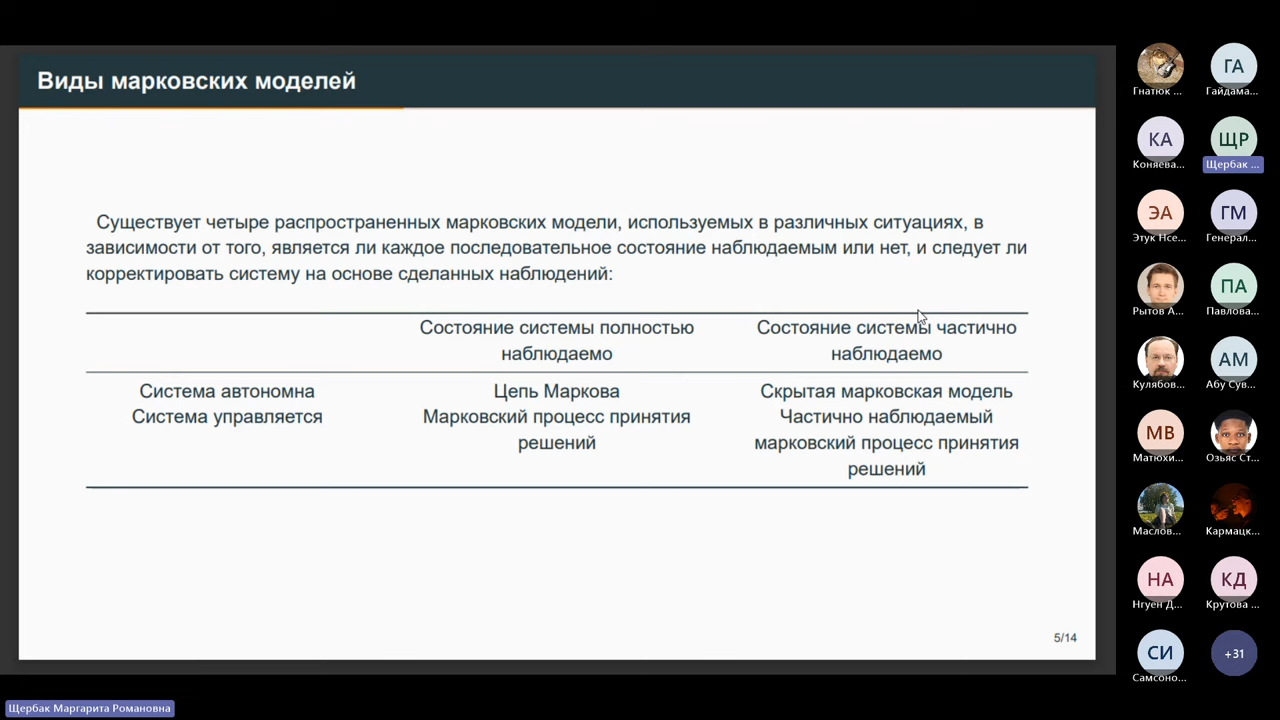 Виды марковских моделей
Существует четыре распространенных марковских модели, используемых в различных ситуациях, в
зависимости от того, является ли каждое последовательное состояние наблюдаемым или нет, и следует ли
корректировать систему на основе сделанных наблюдений:
Состояние системы полностью наблюдаемо
Состояние системы частично наблюдаемо
Система автономна
Цепь Маркова
Скрытая марковская модель
Система управляется
Марковский процесс принятия решений
Частично наблюдаемый марковский процесс принятия решений
5/14
Гнатюк ...
ГА
Гайдама...
КА
Коняева...
ЩР
Щербак ...
ЭА
Этук Нсе...
ГМ
Генерал...
Рытов А...
ПА
Павлова...
Кулябов...
АМ
Абу Сув...
МВ
Матюхи...
Озьяс Ст...
Маслов...
Кармацк...
НА
Нгуен Д...
КД
Крутова ...
СИ
Самсоно...
+31
Щербак Маргарита Романовна